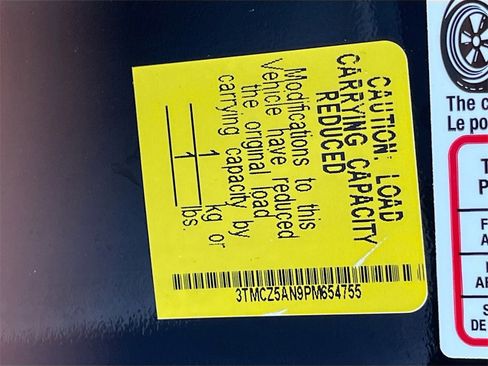 CAUTION: LOAD
CARRYING CAPACITY
REDUCED
Modifications to this
Vehicle have reduced
the original load
carrying capacity by
1 kg or
1 lbs.
3TMCZ5AN9PM654755
The c
Le po